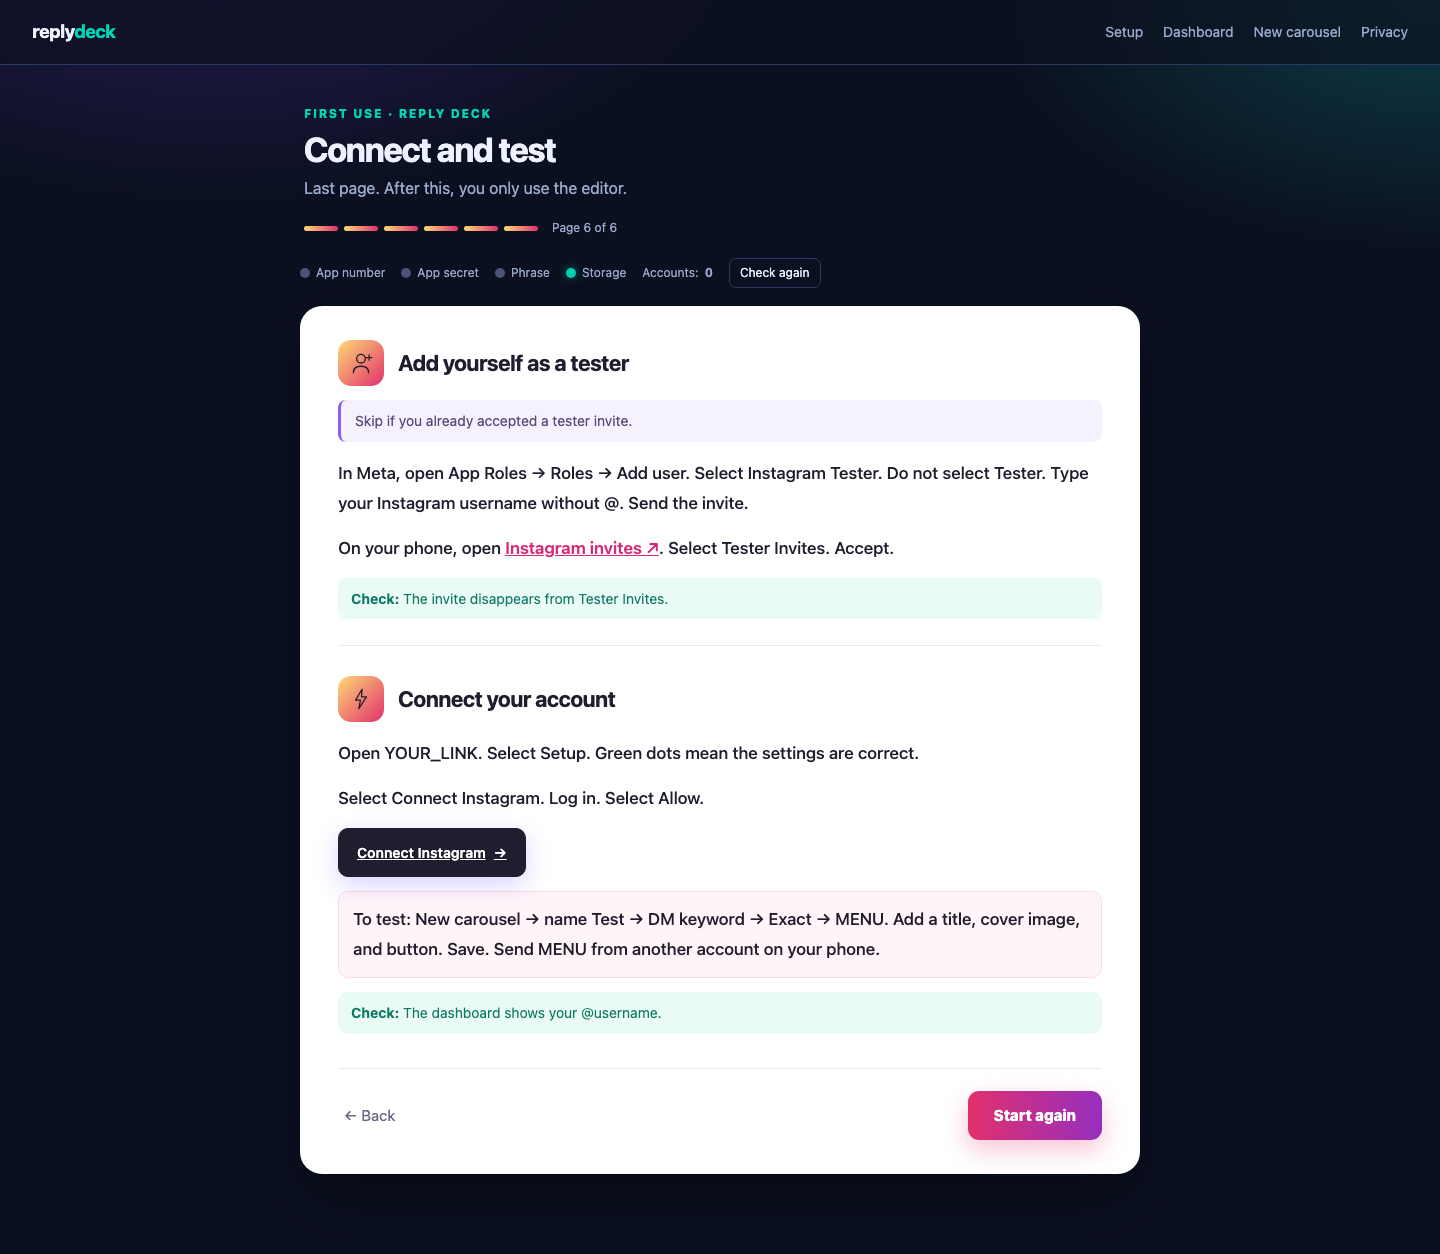 replydeck
Setup Dashboard New carousel Privacy
FIRST USE · REPLY DECK
Connect and test
Last page. After this, you only use the editor.
Page 6 of 6
App number App secret Phrase Storage Accounts: 0 Check again
Add yourself as a tester
Skip if you already accepted a tester invite.
In Meta, open App Roles → Roles → Add user. Select Instagram Tester. Do not select Tester. Type
your Instagram username without @. Send the invite.
On your phone, open Instagram invites ↗. Select Tester Invites. Accept.
Check: The invite disappears from Tester Invites.
Connect your account
Open YOUR_LINK. Select Setup. Green dots mean the settings are correct.
Select Connect Instagram. Log in. Select Allow.
Connect Instagram →
To test: New carousel → name Test → DM keyword → Exact → MENU. Add a title, cover image,
and button. Save. Send MENU from another account on your phone.
Check: The dashboard shows your @username.
← Back
Start again